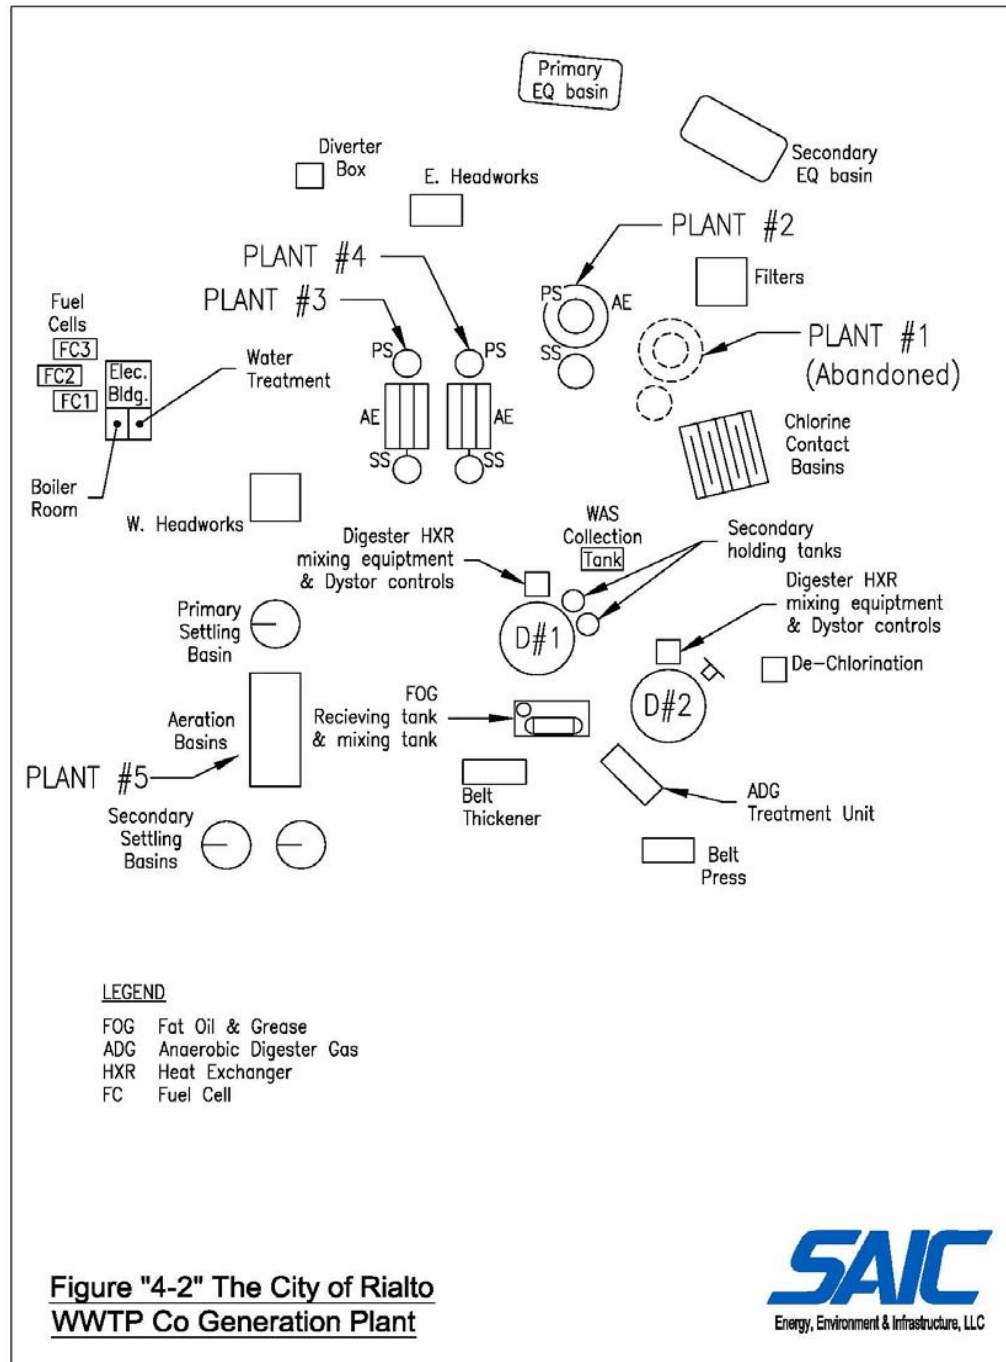 Primary
EQ basin
Secondary
EQ basin
Diverter
Box
E. Headworks
PLANT #2
PLANT #4
PLANT #3
Filters
PS
AE
SS
PLANT #1
(Abandoned)
Fuel
Cells
FC3
FC2
FC1
Elec.
Bldg.
Water
Treatment
Boiler
Room
PS
PS
AE
AE
SS
SS
Chlorine
Contact
Basins
W. Headworks
Digester HXR
mixing equiptment
& Dystor controls
WAS
Collection
Tank
Secondary
holding tanks
Digester HXR
mixing equiptment
& Dystor controls
Primary
Settling
Basin
D#1
De-Chlorination
D#2
FOG
Recieving tank
& mixing tank
Aeration
Basins
PLANT #5
Belt
Thickener
ADG
Treatment Unit
Secondary
Settling
Basins
Belt
Press
LEGEND
FOG Fat Oil & Grease
ADG Anaerobic Digester Gas
HXR Heat Exchanger
FC Fuel Cell
Figure "4-2" The City of Rialto
WWTP Co Generation Plant
SAIC
Energy, Environment & Infrastructure, LLC